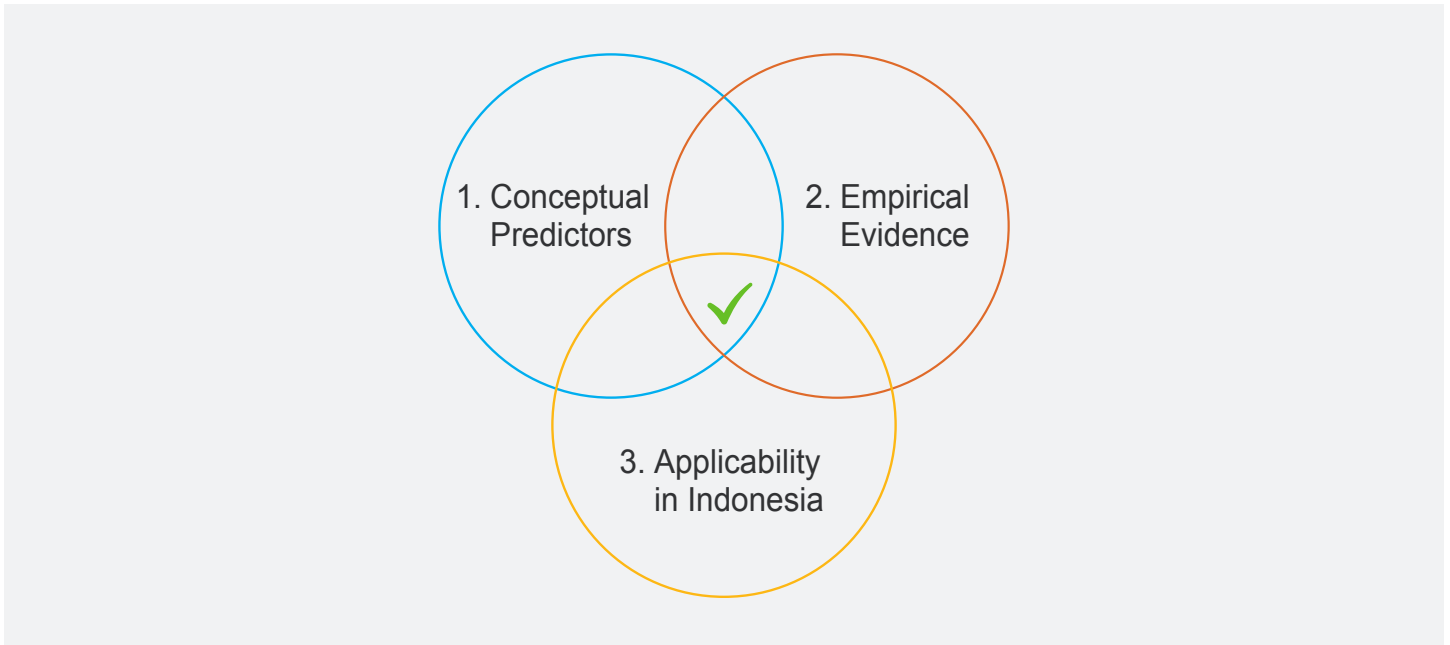 1. Conceptual
Predictors
2. Empirical
Evidence
3. Applicability
in Indonesia